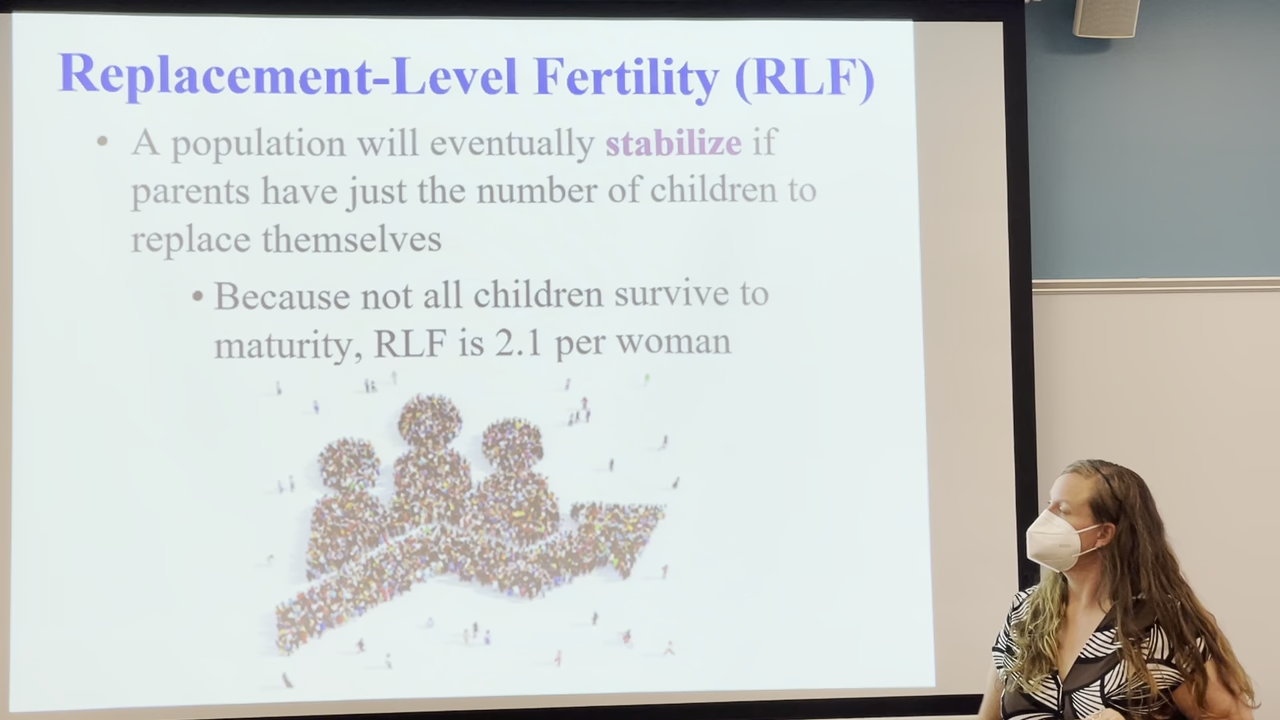 Replacement-Level Fertility (RLF)
• A population will eventually stabilize if
parents have just the number of children to
replace themselves
• Because not all children survive to
maturity, RLF is 2.1 per woman